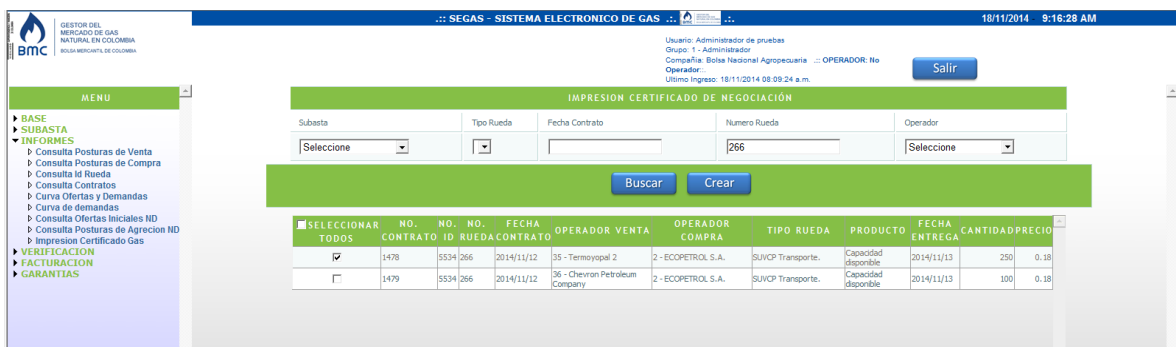 GESTOR DEL
MERCADO DE GAS
NATURAL EN COLOMBIA
BOLSA MERCANTIL DE COLOMBIA
BMC
.:: SEGAS - SISTEMA ELECTRONICO DE GAS .::. .::.
18/11/2014 - 9:16:28 AM
Usuario: Administrador de pruebas
Grupo: 1 - Administrador
Compañia: Bolsa Nacional Agropecuaria .::: OPERADOR: No
Operador::.
Ultimo Ingreso: 18/11/2014 08:09:24 a.m.
Salir
MENU
BASE
SUBASTA
INFORMES
Consulta Posturas de Venta
Consulta Posturas de Compra
Consulta Id Rueda
Consulta Contratos
Curva Ofertas y Demandas
Curva de demandas
Consulta Ofertas Iniciales ND
Consulta Posturas de Agrecion ND
Impresion Certificado Gas
VERIFICACION
FACTURACION
GARANTIAS
IMPRESION CERTIFICADO DE NEGOCIACIÓN
Subasta Tipo Rueda Fecha Contrato Numero Rueda Operador
Seleccione 266 Seleccione
Buscar Crear
SELECCIONAR TODOS NO. CONTRATO NO. ID NO. RUEDA FECHA CONTRATO OPERADOR VENTA OPERADOR COMPRA TIPO RUEDA PRODUCTO FECHA ENTREGA CANTIDAD PRECIO
1478 5534 266 2014/11/12 35 - Termoyopal 2 2 - ECOPETROL S.A. SUVCP Transporte. Capacidad disponible 2014/11/13 250 0.18
1479 5534 266 2014/11/12 36 - Chevron Petroleum Company 2 - ECOPETROL S.A. SUVCP Transporte. Capacidad disponible 2014/11/13 100 0.18